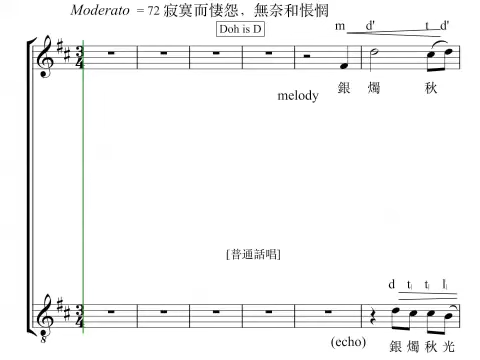 Moderato = 72 寂寞而悽怨，無奈和悵惘
Doh is D
m d' t d'
melody 銀 燭 秋
[普通話唱]
d t| t| l|
(echo) 銀 燭 秋 光